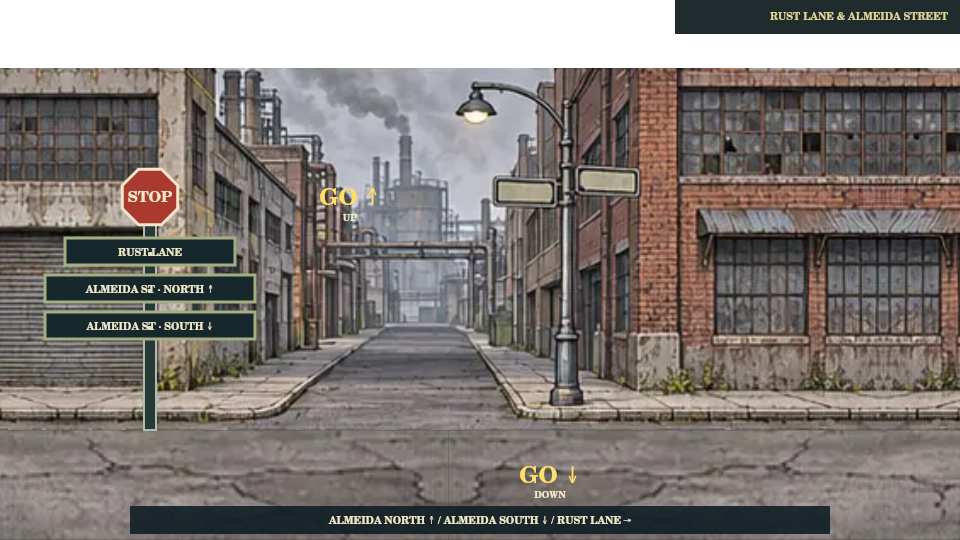 RUST LANE & ALMEIDA STREET
STOP
GO ↑
UP
RUST LANE
ALMEIDA ST · NORTH ↑
ALMEIDA ST · SOUTH ↓
GO ↓
DOWN
ALMEIDA NORTH ↑ / ALMEIDA SOUTH ↓ / RUST LANE →